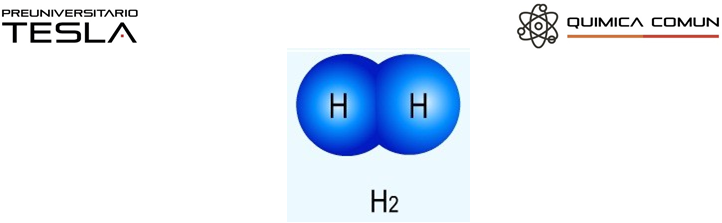 PREUNIVERSITARIO
TESLA
QUIMICA COMUN
H H
H2